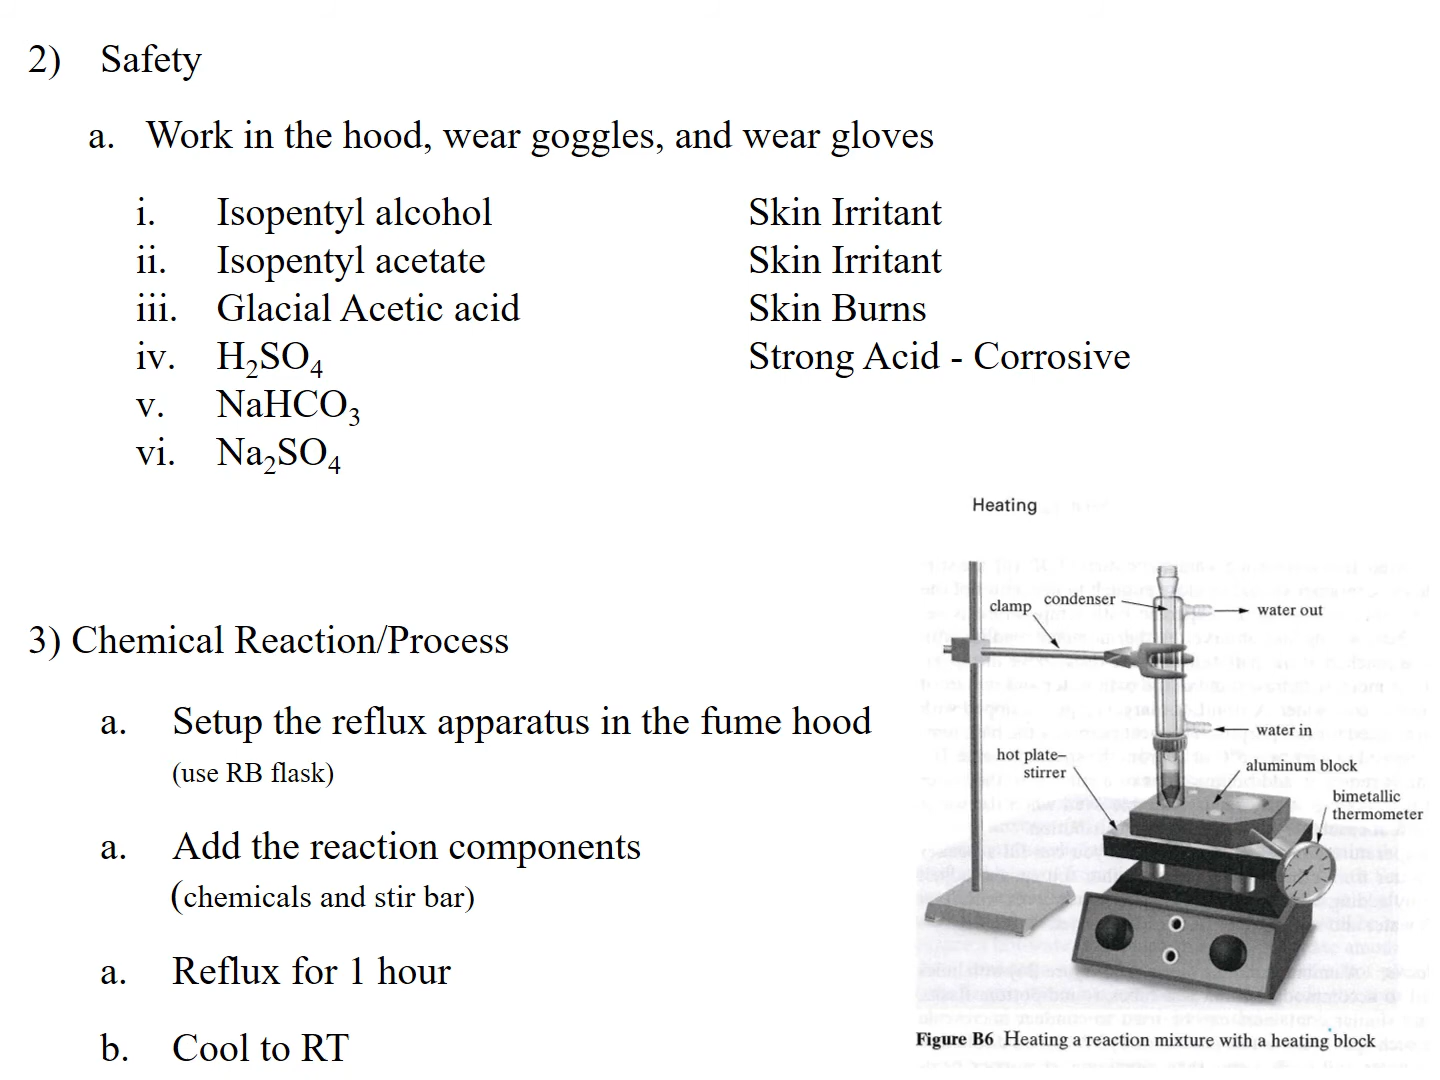 2) Safety
a. Work in the hood, wear goggles, and wear gloves
i. Isopentyl alcohol Skin Irritant
ii. Isopentyl acetate Skin Irritant
iii. Glacial Acetic acid Skin Burns
iv. H₂SO₄ Strong Acid - Corrosive
v. NaHCO₃
vi. Na₂SO₄
3) Chemical Reaction/Process
a. Setup the reflux apparatus in the fume hood
(use RB flask)
a. Add the reaction components
(chemicals and stir bar)
a. Reflux for 1 hour
b. Cool to RT
Heating
clamp
condenser
water out
water in
hot plate–
stirrer
aluminum block
bimetallic
thermometer
Figure B6 Heating a reaction mixture with a heating block